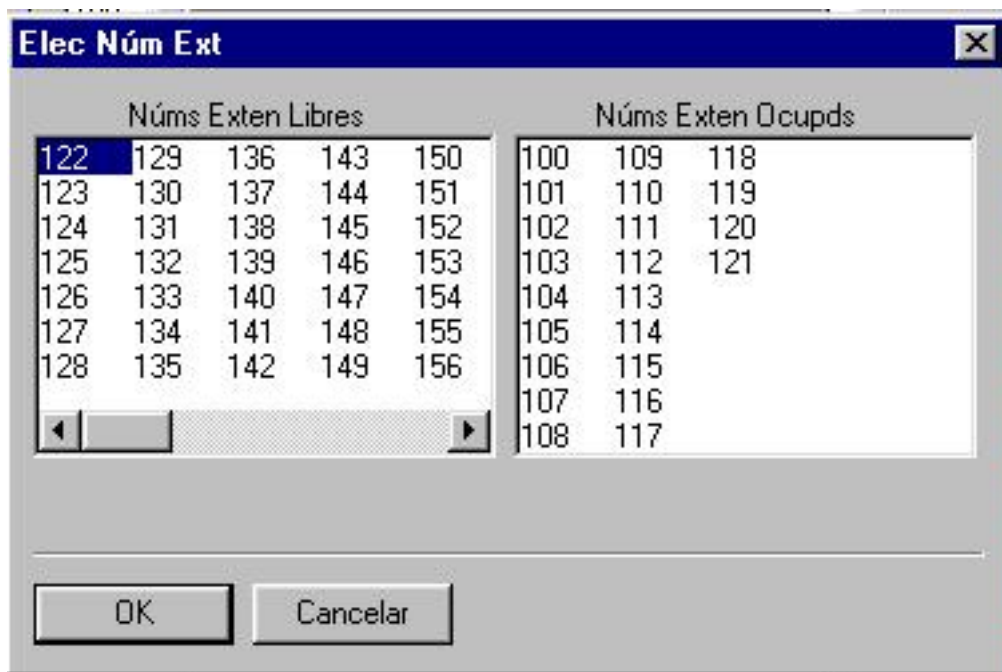 Elec Núm Ext
Núms Exten Libres
122 129 136 143 150
123 130 137 144 151
124 131 138 145 152
125 132 139 146 153
126 133 140 147 154
127 134 141 148 155
128 135 142 149 156
Núms Exten Ocupds
100 109 118
101 110 119
102 111 120
103 112 121
104 113
105 114
106 115
107 116
108 117
OK
Cancelar